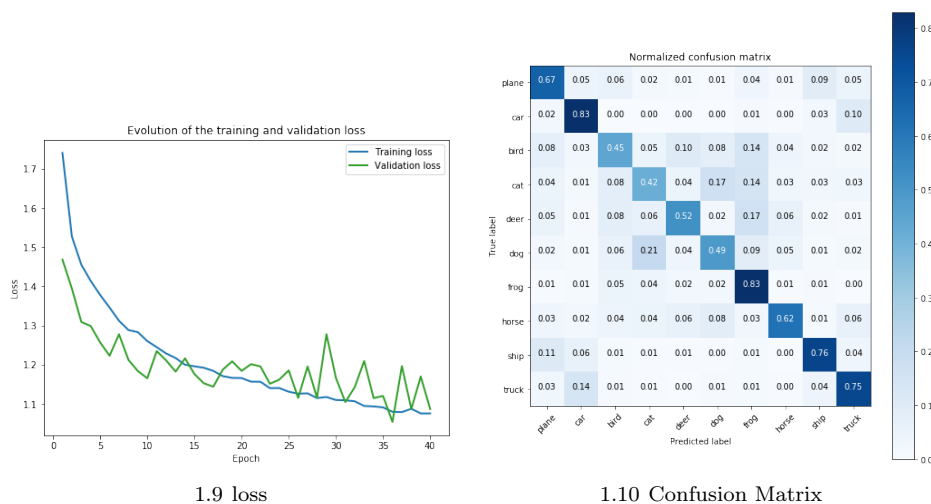 Evolution of the training and validation loss
Training loss
Validation loss
1.7
1.6
1.5
1.4
1.3
1.2
1.1
Loss
0 5 10 15 20 25 30 35 40
Epoch
1.9 loss
Normalized confusion matrix
plane 0.67 0.05 0.06 0.02 0.01 0.01 0.04 0.01 0.09 0.05
car 0.02 0.83 0.00 0.00 0.00 0.00 0.01 0.00 0.03 0.10
bird 0.08 0.03 0.45 0.05 0.10 0.08 0.14 0.04 0.02 0.02
cat 0.04 0.01 0.08 0.42 0.04 0.17 0.14 0.03 0.03 0.03
deer 0.05 0.01 0.08 0.06 0.52 0.02 0.17 0.06 0.02 0.01
dog 0.02 0.01 0.06 0.21 0.04 0.49 0.09 0.05 0.01 0.02
frog 0.01 0.01 0.05 0.04 0.02 0.02 0.83 0.01 0.01 0.00
horse 0.03 0.02 0.04 0.04 0.06 0.08 0.03 0.62 0.01 0.06
ship 0.11 0.06 0.01 0.01 0.01 0.00 0.01 0.00 0.76 0.04
truck 0.03 0.14 0.01 0.01 0.00 0.01 0.01 0.00 0.04 0.75
True label
plane car bird cat deer dog frog horse ship truck
Predicted label
1.10 Confusion Matrix